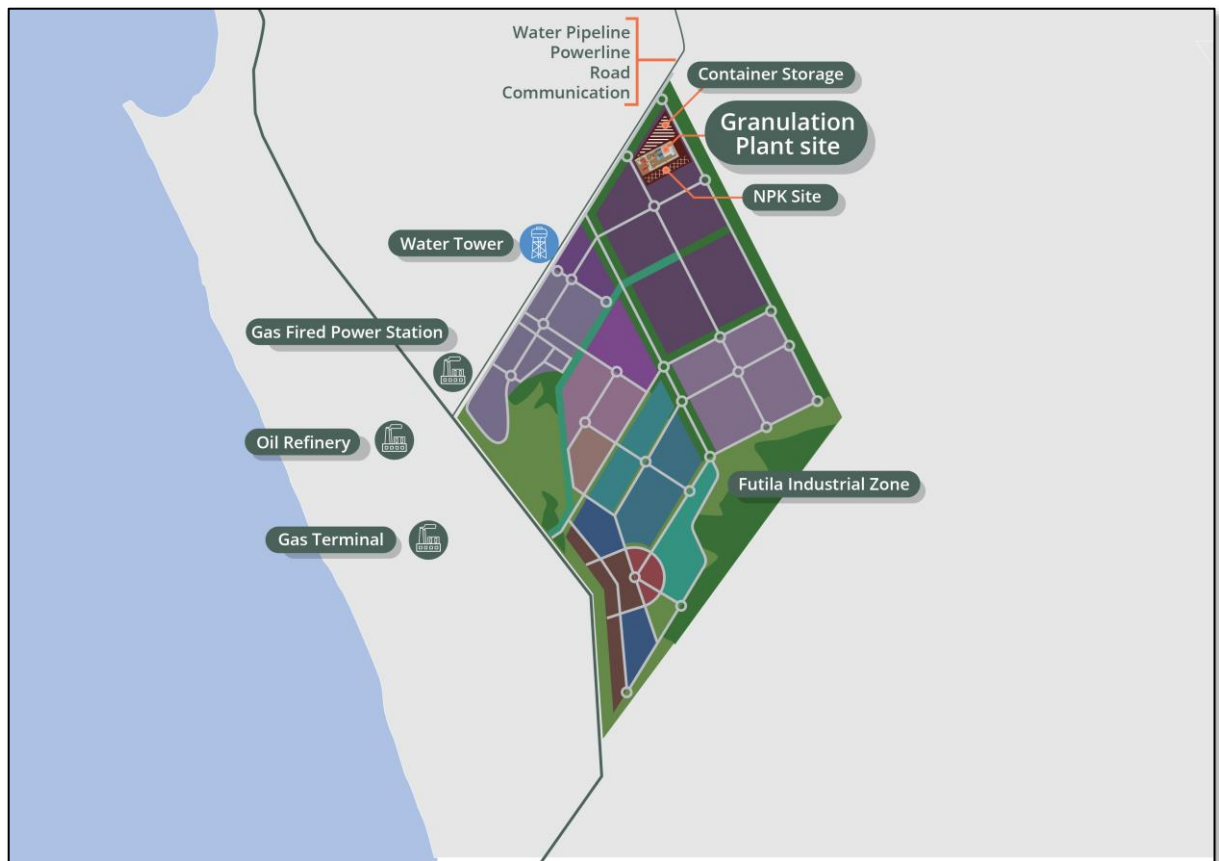 Water Pipeline
Powerline
Road
Communication
Container Storage
Granulation
Plant site
NPK Site
Water Tower
Gas Fired Power Station
Oil Refinery
Futila Industrial Zone
Gas Terminal